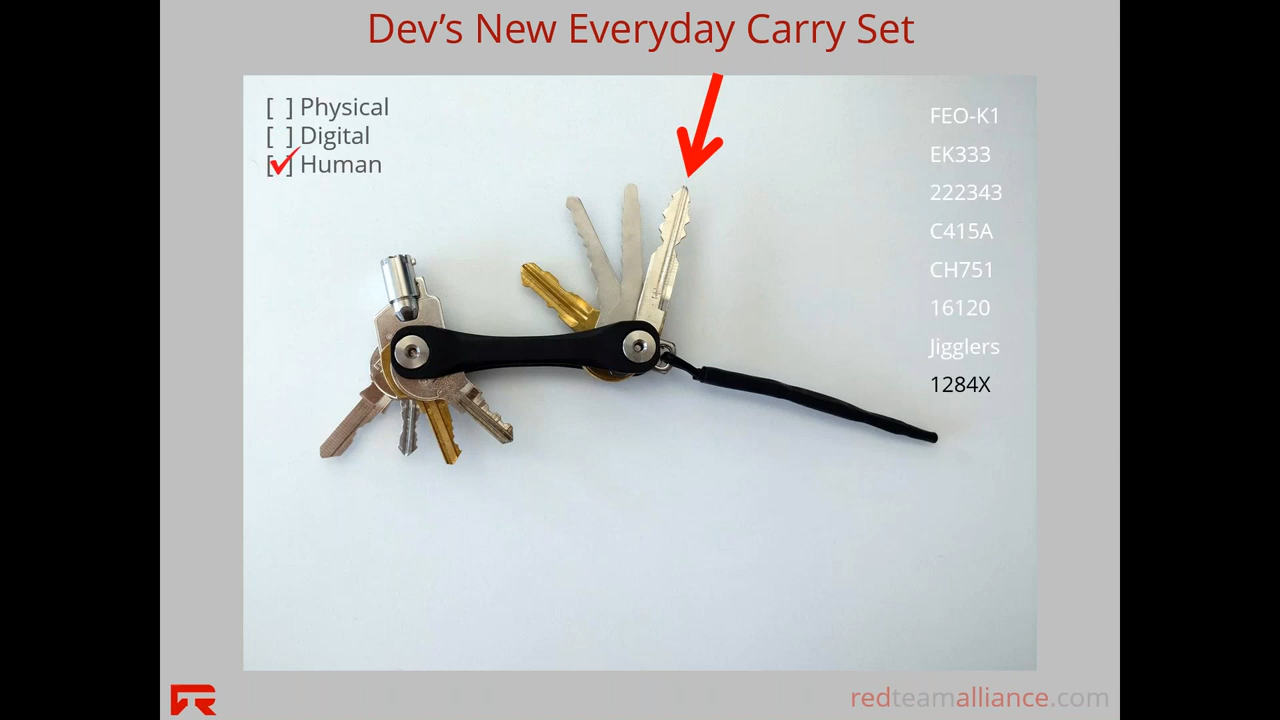 Dev's New Everyday Carry Set
[ ] Physical
[ ] Digital
[✓] Human
FEO-K1
EK333
222343
C415A
CH751
16120
Jigglers
1284X
redteamalliance.com